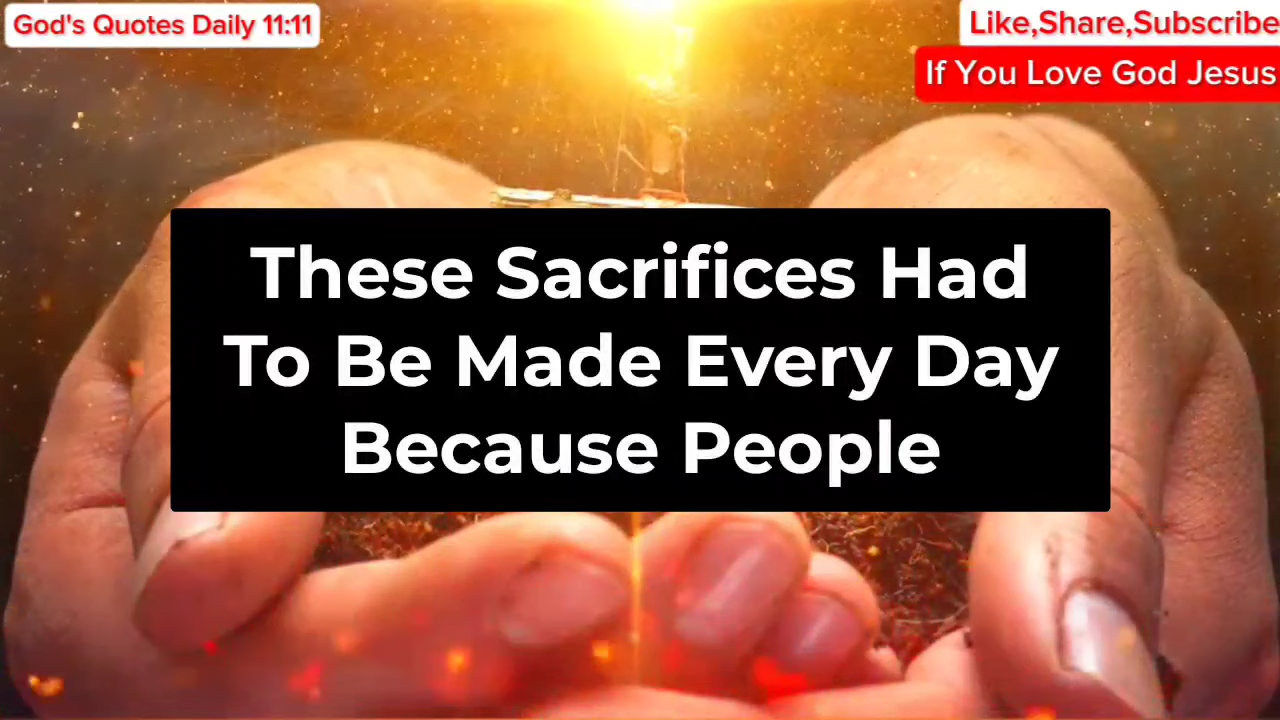 God's Quotes Daily 11:11
Like,Share,Subscribe
If You Love God Jesus
These Sacrifices Had
To Be Made Every Day
Because People